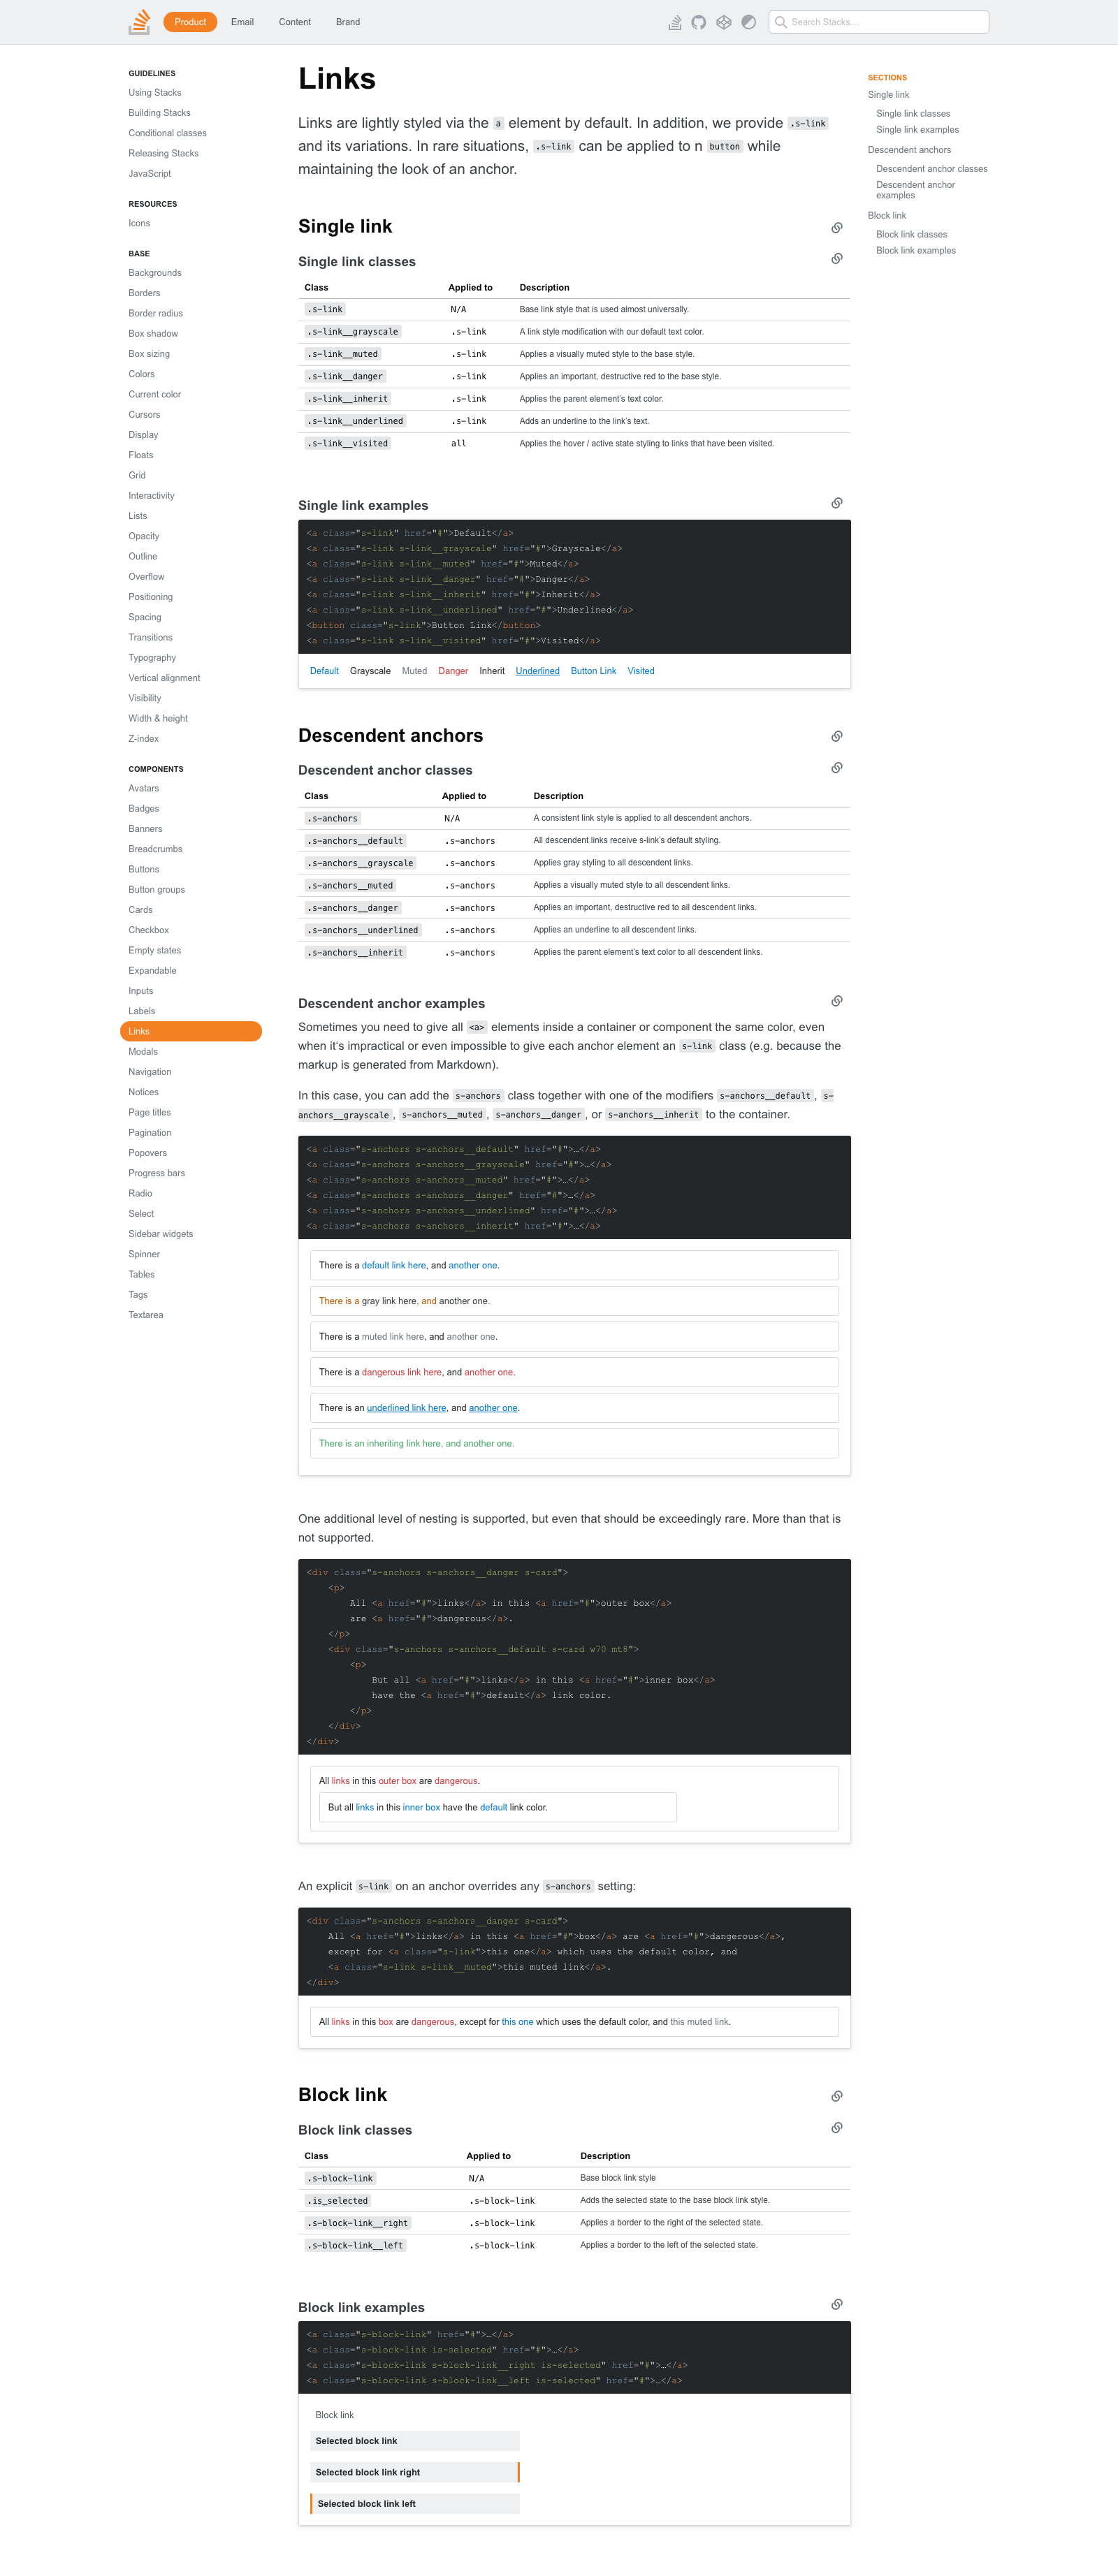 Product
Email
Content
Brand
Search Stacks…
GUIDELINES
Using Stacks
Building Stacks
Conditional classes
Releasing Stacks
JavaScript
RESOURCES
Icons
BASE
Backgrounds
Borders
Border radius
Box shadow
Box sizing
Colors
Current color
Cursors
Display
Floats
Grid
Interactivity
Lists
Opacity
Outline
Overflow
Positioning
Spacing
Transitions
Typography
Vertical alignment
Visibility
Width & height
Z-index
COMPONENTS
Avatars
Badges
Banners
Breadcrumbs
Buttons
Button groups
Cards
Checkbox
Empty states
Expandable
Inputs
Labels
Links
Modals
Navigation
Notices
Page titles
Pagination
Popovers
Progress bars
Radio
Select
Sidebar widgets
Spinner
Tables
Tags
Textarea
Links
Links are lightly styled via the a element by default. In addition, we provide .s-link
and its variations. In rare situations, .s-link can be applied to n button while
maintaining the look of an anchor.
Single link
Single link classes
Class Applied to Description
.s-link N/A Base link style that is used almost universally.
.s-link__grayscale .s-link A link style modification with our default text color.
.s-link__muted .s-link Applies a visually muted style to the base style.
.s-link__danger .s-link Applies an important, destructive red to the base style.
.s-link__inherit .s-link Applies the parent element’s text color.
.s-link__underlined .s-link Adds an underline to the link’s text.
.s-link__visited all Applies the hover / active state styling to links that have been visited.
Single link examples
<a class="s-link" href="#">Default</a>
<a class="s-link s-link__grayscale" href="#">Grayscale</a>
<a class="s-link s-link__muted" href="#">Muted</a>
<a class="s-link s-link__danger" href="#">Danger</a>
<a class="s-link s-link__inherit" href="#">Inherit</a>
<a class="s-link s-link__underlined" href="#">Underlined</a>
<button class="s-link">Button Link</button>
<a class="s-link s-link__visited" href="#">Visited</a>
Default Grayscale Muted Danger Inherit Underlined Button Link Visited
Descendent anchors
Descendent anchor classes
Class Applied to Description
.s-anchors N/A A consistent link style is applied to all descendent anchors.
.s-anchors__default .s-anchors All descendent links receive s-link’s default styling.
.s-anchors__grayscale .s-anchors Applies gray styling to all descendent links.
.s-anchors__muted .s-anchors Applies a visually muted style to all descendent links.
.s-anchors__danger .s-anchors Applies an important, destructive red to all descendent links.
.s-anchors__underlined .s-anchors Applies an underline to all descendent links.
.s-anchors__inherit .s-anchors Applies the parent element’s text color to all descendent links.
Descendent anchor examples
Sometimes you need to give all <a> elements inside a container or component the same color, even
when it’s impractical or even impossible to give each anchor element an s-link class (e.g. because the
markup is generated from Markdown).
In this case, you can add the s-anchors class together with one of the modifiers s-anchors__default, s-
anchors__grayscale, s-anchors__muted, s-anchors__danger, or s-anchors__inherit to the container.
<a class="s-anchors s-anchors__default" href="#">…</a>
<a class="s-anchors s-anchors__grayscale" href="#">…</a>
<a class="s-anchors s-anchors__muted" href="#">…</a>
<a class="s-anchors s-anchors__danger" href="#">…</a>
<a class="s-anchors s-anchors__underlined" href="#">…</a>
<a class="s-anchors s-anchors__inherit" href="#">…</a>
There is a default link here, and another one.
There is a gray link here, and another one.
There is a muted link here, and another one.
There is a dangerous link here, and another one.
There is an underlined link here, and another one.
There is an inheriting link here, and another one.
One additional level of nesting is supported, but even that should be exceedingly rare. More than that is
not supported.
<div class="s-anchors s-anchors__danger s-card">
<p>
All <a href="#">links</a> in this <a href="#">outer box</a>
are <a href="#">dangerous</a>.
</p>
<div class="s-anchors s-anchors__default s-card w70 mt8">
<p>
But all <a href="#">links</a> in this <a href="#">inner box</a>
have the <a href="#">default</a> link color.
</p>
</div>
</div>
All links in this outer box are dangerous.
But all links in this inner box have the default link color.
An explicit s-link on an anchor overrides any s-anchors setting:
<div class="s-anchors s-anchors__danger s-card">
All <a href="#">links</a> in this <a href="#">box</a> are <a href="#">dangerous</a>,
except for <a class="s-link">this one</a> which uses the default color, and
<a class="s-link s-link__muted">this muted link</a>.
</div>
All links in this box are dangerous, except for this one which uses the default color, and this muted link.
Block link
Block link classes
Class Applied to Description
.s-block-link N/A Base block link style
.is_selected .s-block-link Adds the selected state to the base block link style.
.s-block-link__right .s-block-link Applies a border to the right of the selected state.
.s-block-link__left .s-block-link Applies a border to the left of the selected state.
Block link examples
<a class="s-block-link" href="#">…</a>
<a class="s-block-link is-selected" href="#">…</a>
<a class="s-block-link s-block-link__right is-selected" href="#">…</a>
<a class="s-block-link s-block-link__left is-selected" href="#">…</a>
Block link
Selected block link
Selected block link right
Selected block link left
SECTIONS
Single link
Single link classes
Single link examples
Descendent anchors
Descendent anchor classes
Descendent anchor
examples
Block link
Block link classes
Block link examples